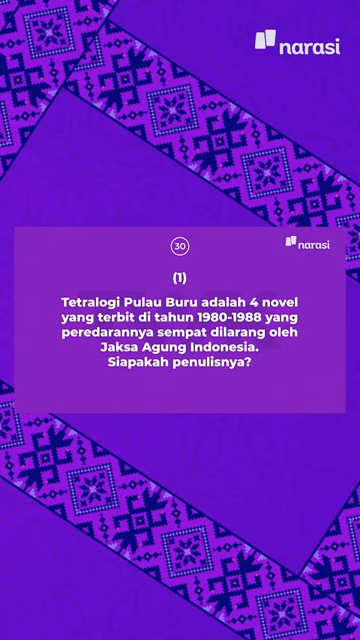 narasi
30
narasi
(1)
Tetralogi Pulau Buru adalah 4 novel
yang terbit di tahun 1980-1988 yang
peredarannya sempat dilarang oleh
Jaksa Agung Indonesia.
Siapakah penulisnya?